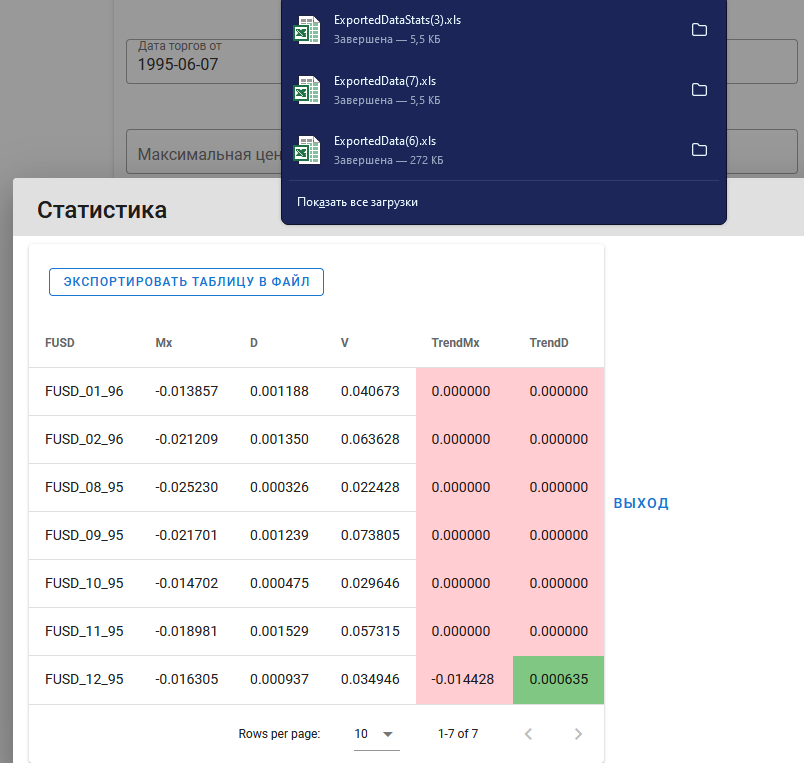 ExportedDataStats(3).xls
Завершена — 5,5 КБ
ExportedData(7).xls
Завершена — 5,5 КБ
ExportedData(6).xls
Завершена — 272 КБ
Показать все загрузки
Дата торгов от
1995-06-07
Максимальная цен
Статистика
ЭКСПОРТИРОВАТЬ ТАБЛИЦУ В ФАЙЛ
FUSD Mx D V TrendMx TrendD
FUSD_01_96 -0.013857 0.001188 0.040673 0.000000 0.000000
FUSD_02_96 -0.021209 0.001350 0.063628 0.000000 0.000000
FUSD_08_95 -0.025230 0.000326 0.022428 0.000000 0.000000
FUSD_09_95 -0.021701 0.001239 0.073805 0.000000 0.000000
FUSD_10_95 -0.014702 0.000475 0.029646 0.000000 0.000000
FUSD_11_95 -0.018981 0.001529 0.057315 0.000000 0.000000
FUSD_12_95 -0.016305 0.000937 0.034946 -0.014428 0.000635
Rows per page: 10 1-7 of 7
ВЫХОД